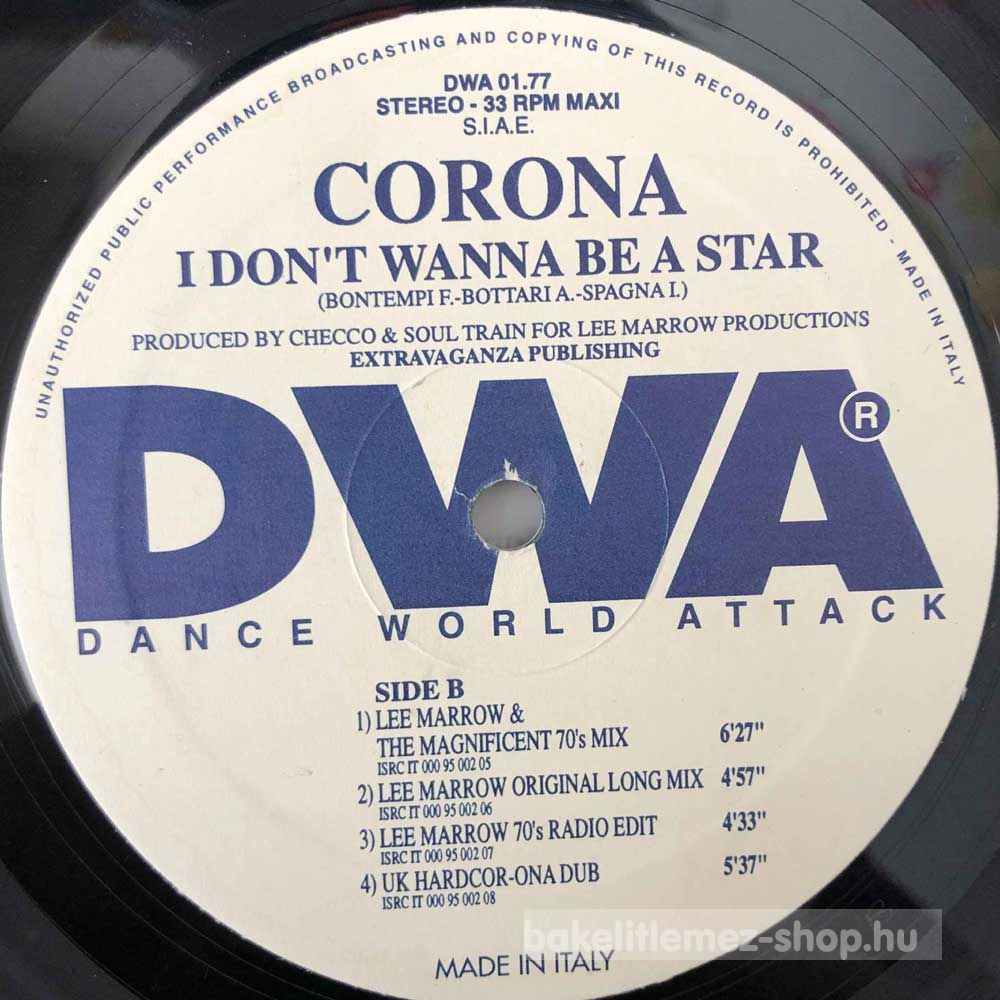 UNAUTHORIZED PUBLIC PERFORMANCE BROADCASTING AND COPYING OF THIS RECORD IS PROHIBITED - MADE IN ITALY
DWA 01.77
STEREO - 33 RPM MAXI
S.I.A.E.
CORONA
I DON'T WANNA BE A STAR
(BONTEMPI F.-BOTTARI A.-SPAGNA I.)
PRODUCED BY CHECCO & SOUL TRAIN FOR LEE MARROW PRODUCTIONS
EXTRAVAGANZA PUBLISHING
DWA ®
DANCE WORLD ATTACK
SIDE B
1) LEE MARROW &
THE MAGNIFICENT 70's MIX 6'27"
ISRC IT 000 95 002 05
2) LEE MARROW ORIGINAL LONG MIX 4'57"
ISRC IT 000 95 002 06
3) LEE MARROW 70's RADIO EDIT 4'33"
ISRC IT 000 95 002 07
4) UK HARDCOR-ONA DUB 5'37"
ISRC IT 000 95 002 08
bakelitlemez-shop.hu
MADE IN ITALY